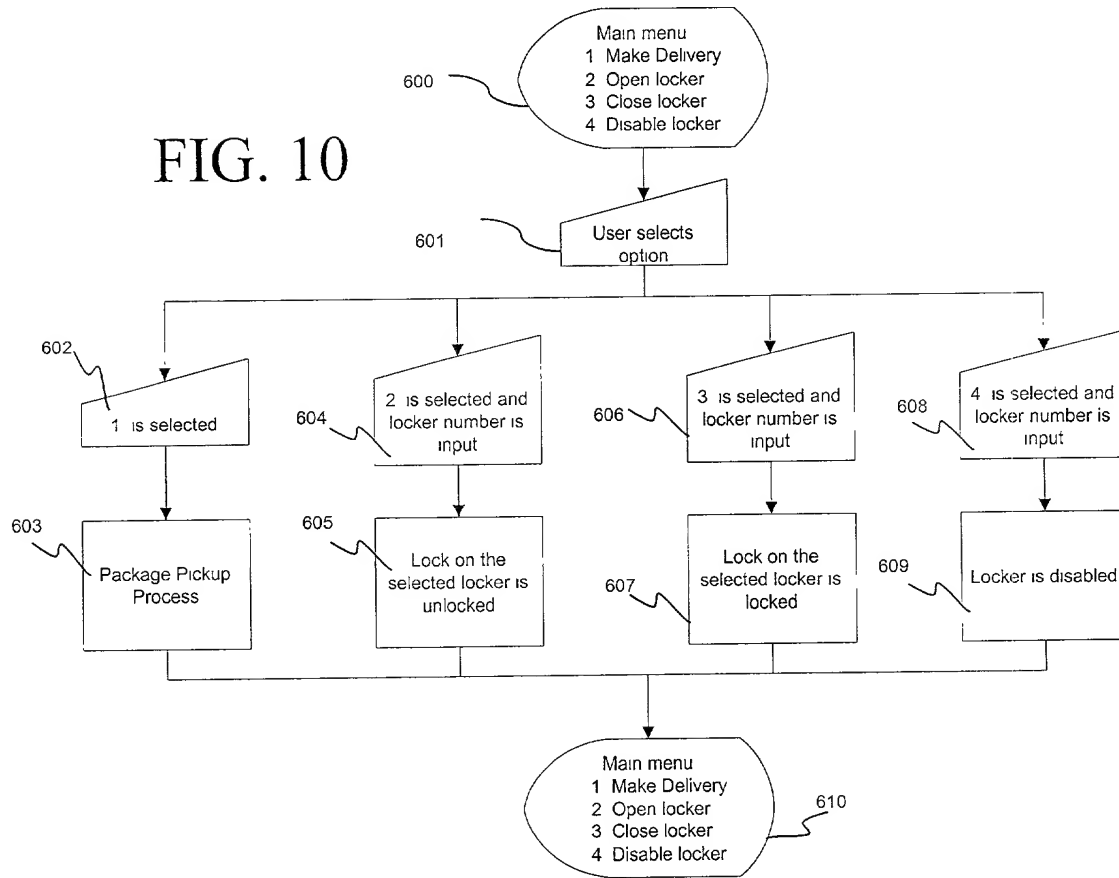 Main menu
1 Make Delivery
2 Open locker
3 Close locker
4 Disable locker
600
FIG. 10
User selects
option
601
602
1 is selected
2 is selected and
locker number is
input
604
3 is selected and
locker number is
input
606
4 is selected and
locker number is
input
608
603
Package Pickup
Process
605
Lock on the
selected locker is
unlocked
Lock on the
selected locker is
locked
607
Locker is disabled
609
Main menu
1 Make Delivery
2 Open locker
3 Close locker
4 Disable locker
610